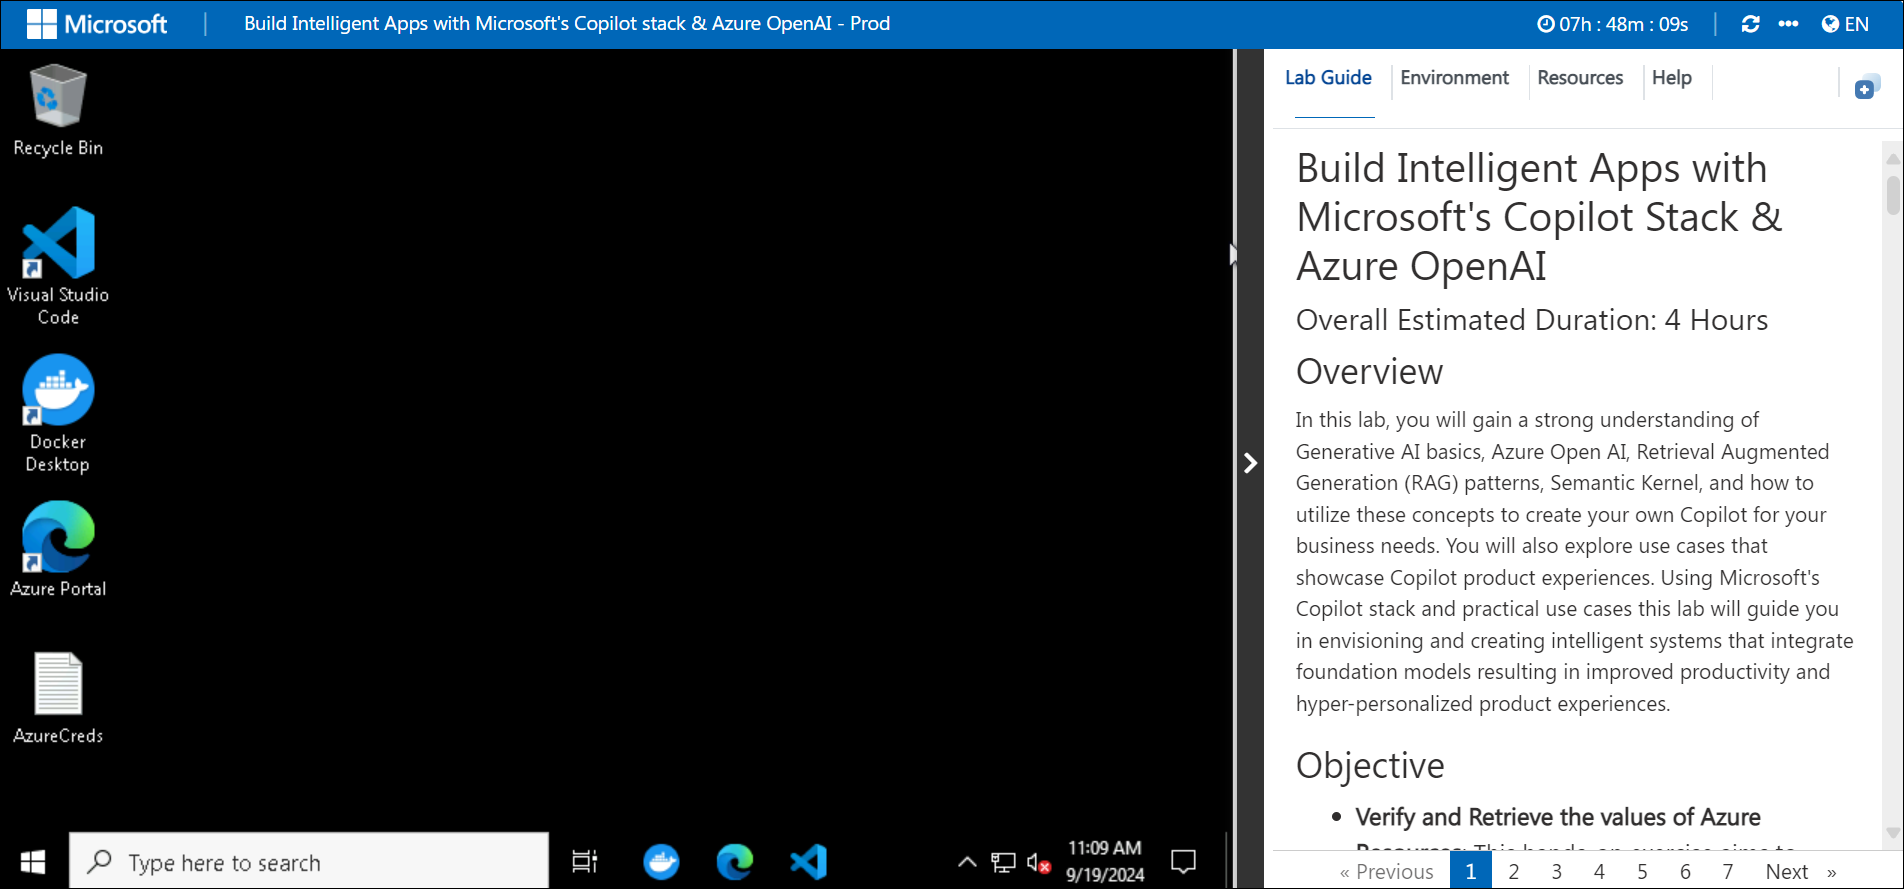 Microsoft
Build Intelligent Apps with Microsoft's Copilot stack & Azure OpenAI - Prod
07h : 48m : 09s
EN
Recycle Bin
Visual Studio
Code
Docker
Desktop
Azure Portal
AzureCreds
Type here to search
11:09 AM
9/19/2024
Lab Guide
Environment
Resources
Help
Build Intelligent Apps with
Microsoft's Copilot Stack &
Azure OpenAI
Overall Estimated Duration: 4 Hours
Overview
In this lab, you will gain a strong understanding of
Generative AI basics, Azure Open AI, Retrieval Augmented
Generation (RAG) patterns, Semantic Kernel, and how to
utilize these concepts to create your own Copilot for your
business needs. You will also explore use cases that
showcase Copilot product experiences. Using Microsoft's
Copilot stack and practical use cases this lab will guide you
in envisioning and creating intelligent systems that integrate
foundation models resulting in improved productivity and
hyper-personalized product experiences.
Objective
• Verify and Retrieve the values of Azure
Resources: This hands-on exercise aims to
« Previous 1 2 3 4 5 6 7 Next »